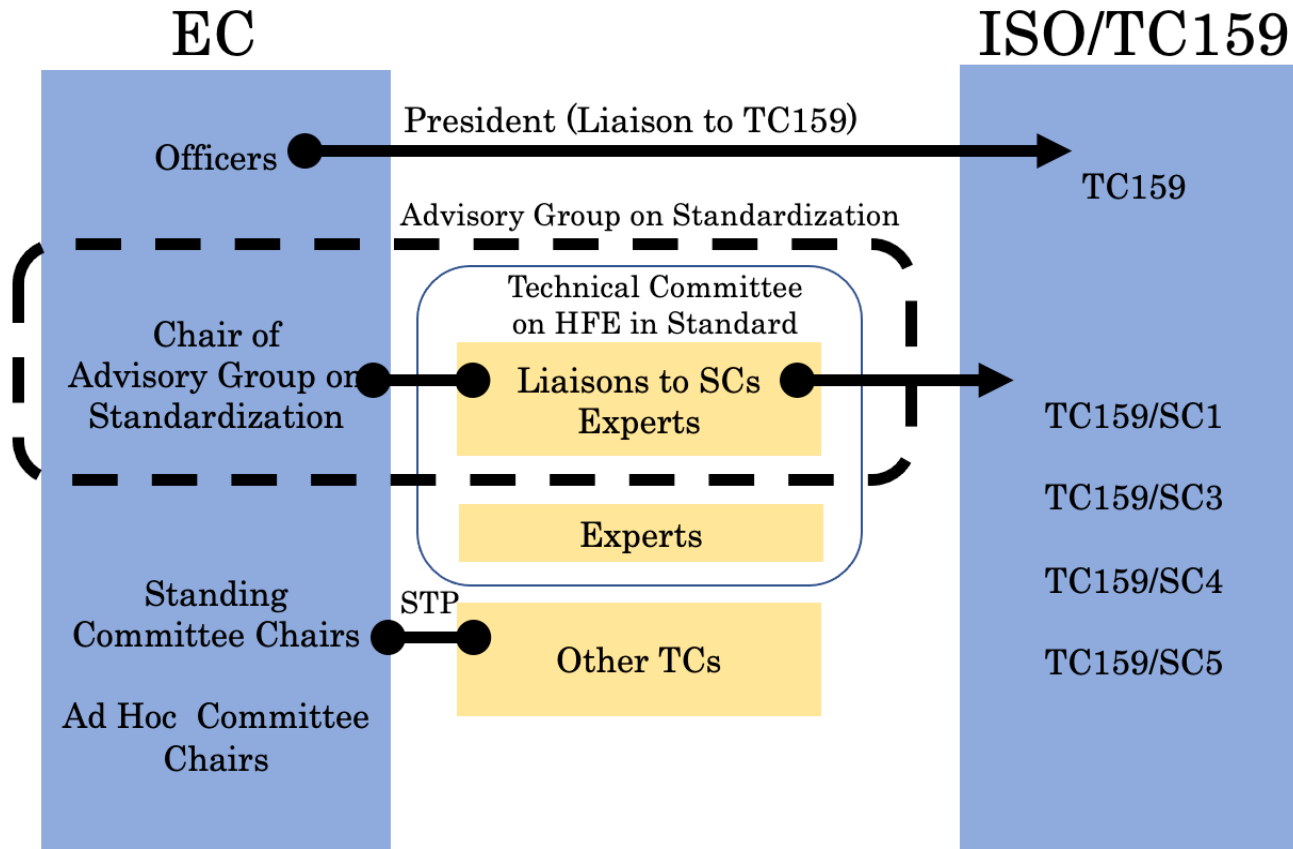 EC
ISO/TC159
President (Liaison to TC159)
Officers
TC159
Advisory Group on Standardization
Technical Committee
on HFE in Standard
Chair of
Advisory Group on
Standardization
Liaisons to SCs
Experts
TC159/SC1
TC159/SC3
Experts
TC159/SC4
Standing
Committee Chairs
STP
Other TCs
TC159/SC5
Ad Hoc  Committee
Chairs